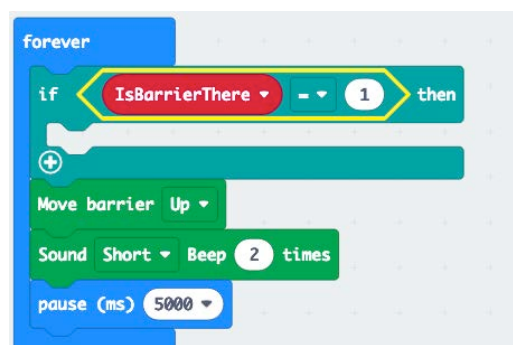 forever
if IsBarrierThere = 1 then
Move barrier Up
Sound Short Beep 2 times
pause (ms) 5000